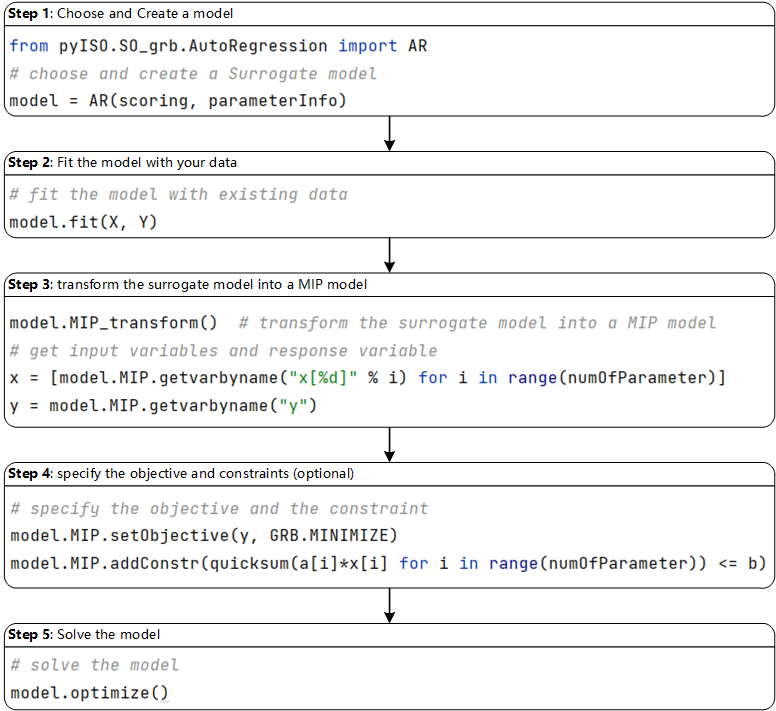 Step 1: Choose and Create a model
from pyISO.SO_grb.AutoRegression import AR
# choose and create a Surrogate model
model = AR(scoring, parameterInfo)
Step 2: Fit the model with your data
# fit the model with existing data
model.fit(X, Y)
Step 3: transform the surrogate model into a MIP model
model.MIP_transform()  # transform the surrogate model into a MIP model
# get input variables and response variable
x = [model.MIP.getvarbyname("x[%d]" % i) for i in range(numOfParameter)]
y = model.MIP.getvarbyname("y")
Step 4: specify the objective and constraints (optional)
# specify the objective and the constraint
model.MIP.setObjective(y, GRB.MINIMIZE)
model.MIP.addConstr(quicksum(a[i]*x[i] for i in range(numOfParameter)) <= b)
Step 5: Solve the model
# solve the model
model.optimize()